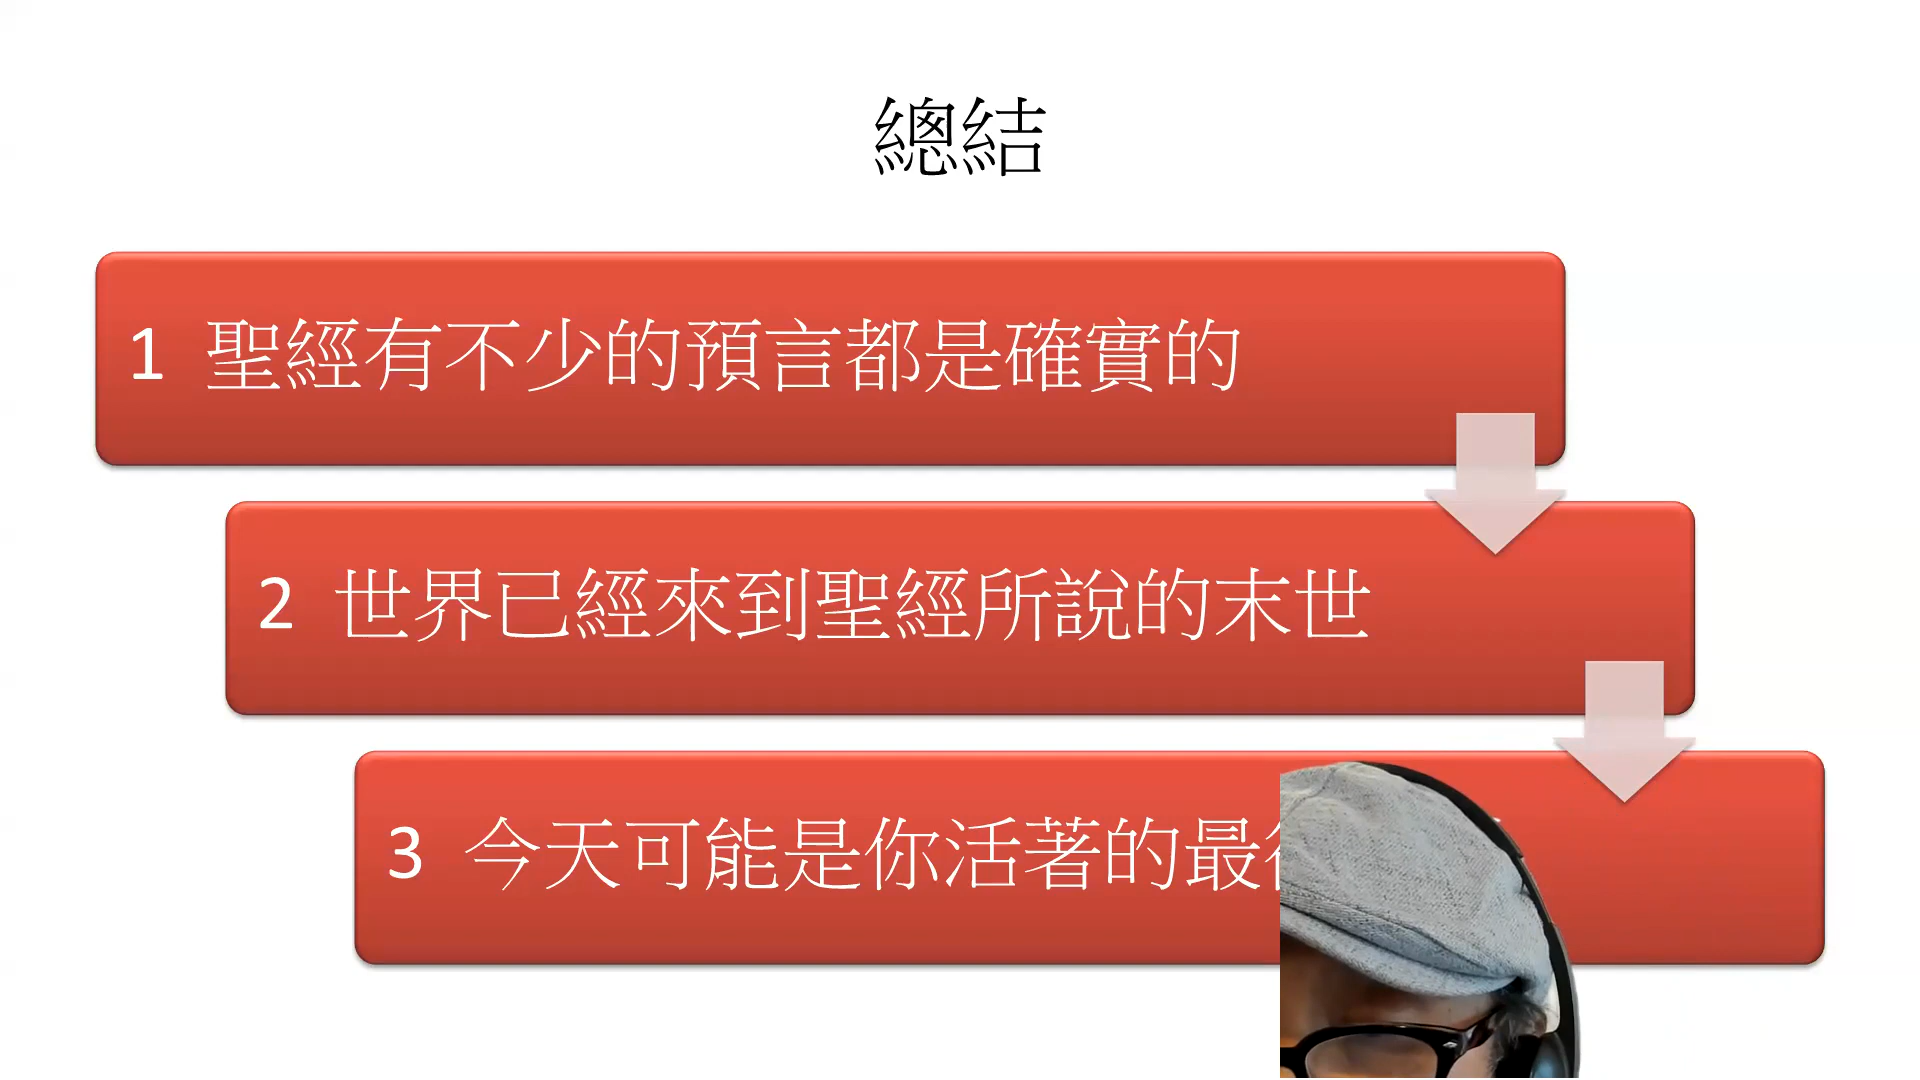 總結
1 聖經有不少的預言都是確實的
2 世界已經來到聖經所說的末世
3 今天可能是你活著的最